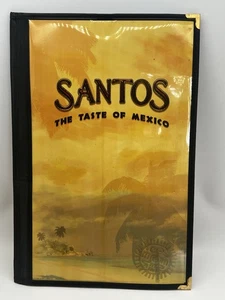 SANTOS
THE TASTE OF MEXICO